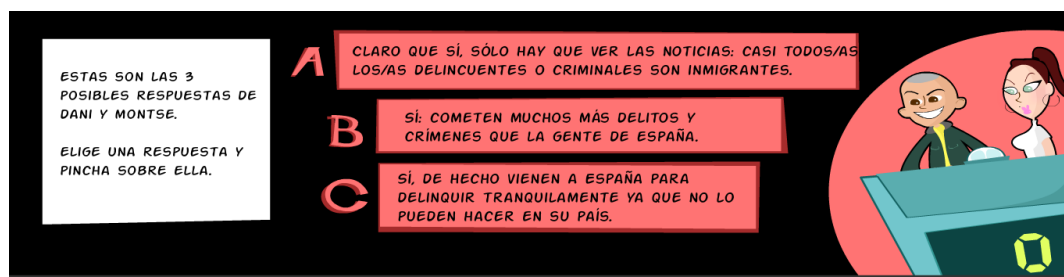 ESTAS SON LAS 3
POSIBLES RESPUESTAS DE
DANI Y MONTSE.
ELIGE UNA RESPUESTA Y
PINCHA SOBRE ELLA.
A
CLARO QUE SÍ, SÓLO HAY QUE VER LAS NOTICIAS: CASI TODOS/AS
LOS/AS DELINCUENTES O CRIMINALES SON INMIGRANTES.
B
SÍ: COMETEN MUCHOS MÁS DELITOS Y
CRÍMENES QUE LA GENTE DE ESPAÑA.
C
SÍ, DE HECHO VIENEN A ESPAÑA PARA
DELINQUIR TRANQUILAMENTE YA QUE NO LO
PUEDEN HACER EN SU PAÍS.
0